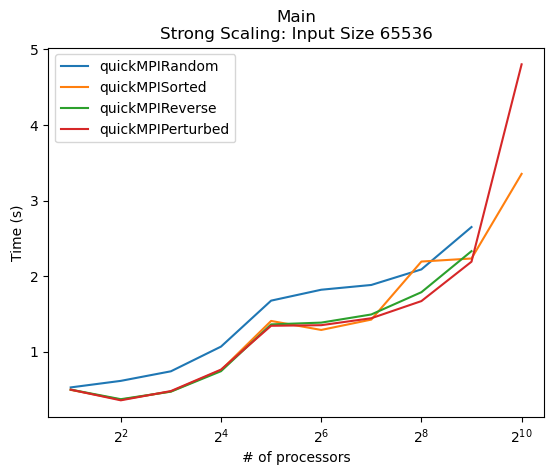 Main
Strong Scaling: Input Size 65536
quickMPIRandom
quickMPISorted
quickMPIReverse
quickMPIPerturbed
Time (s)
5
4
3
2
1
2^2
2^4
2^6
2^8
2^10
# of processors